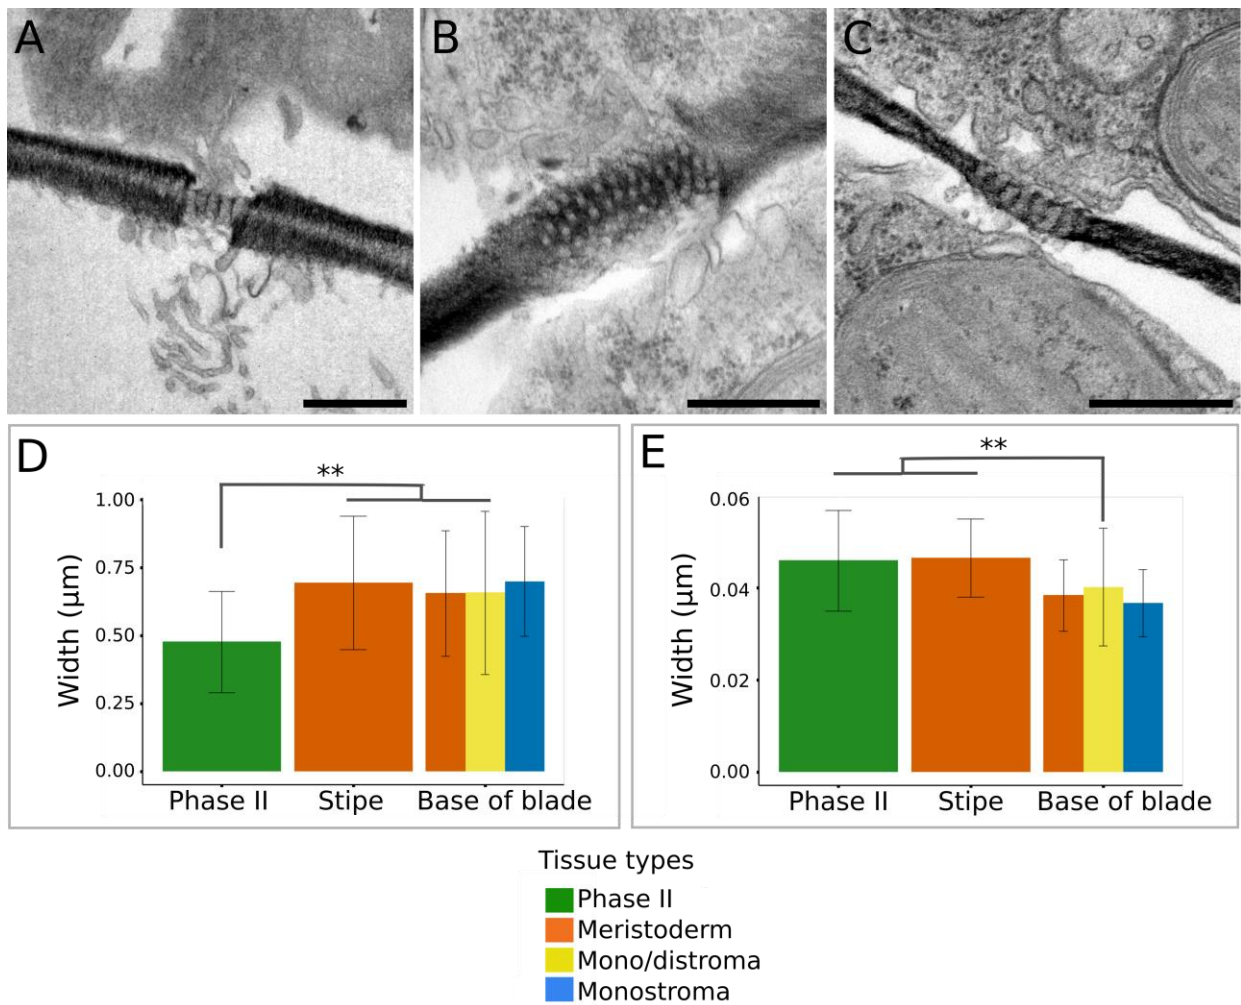 A
B
C
D
**
Width (μm)
1.00
0.75
0.50
0.25
0.00
Phase II
Stipe
Base of blade
E
**
Width (μm)
0.06
0.04
0.02
0.00
Phase II
Stipe
Base of blade
Tissue types
Phase II
Meristoderm
Mono/distroma
Monostroma